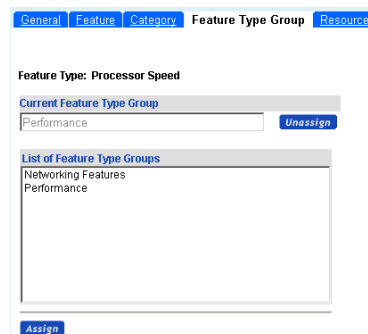 General Feature Category Feature Type Group Resource
Feature Type: Processor Speed
Current Feature Type Group
Performance Unassign
List of Feature Type Groups
Networking Features
Performance
Assign